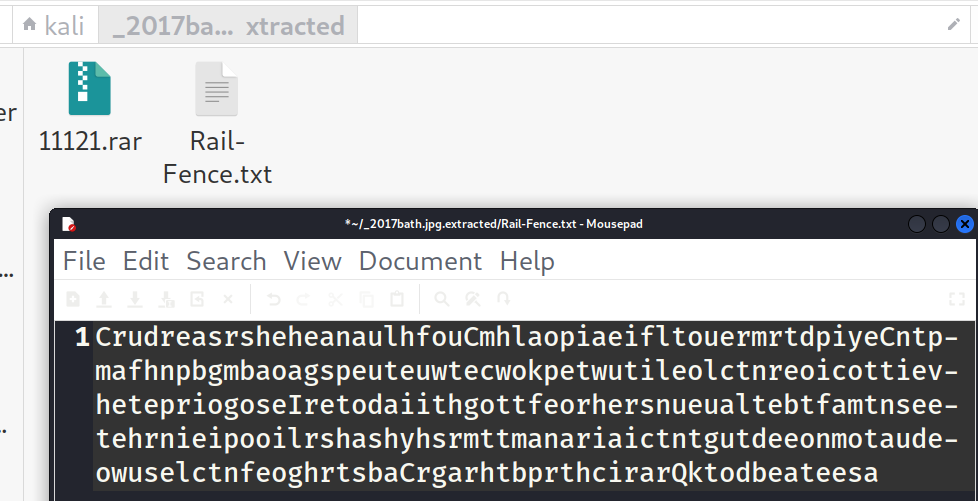 kali
_2017ba... xtracted
er
11121.rar
Rail-
Fence.txt
...
*~/_2017bath.jpg.extracted/Rail-Fence.txt - Mousepad
File Edit Search View Document Help
1 CrudreasrsheheanaulhfouCmhlaopiaeifltouermrtdpiyeCntp-
mafhnpbgmbaoagspeuteuwtecwokpetwutileolctnreoicottiev-
hetepriogoseIretodaiithgottfeorhersnueualtebtfamtnsee-
tehrnieipooilrshashyhsrmttmanariaictntgutdeeonmotaude-
owuselctnfeoghrtsbaCrgarhtbprthcirarQktodbeateesa
..